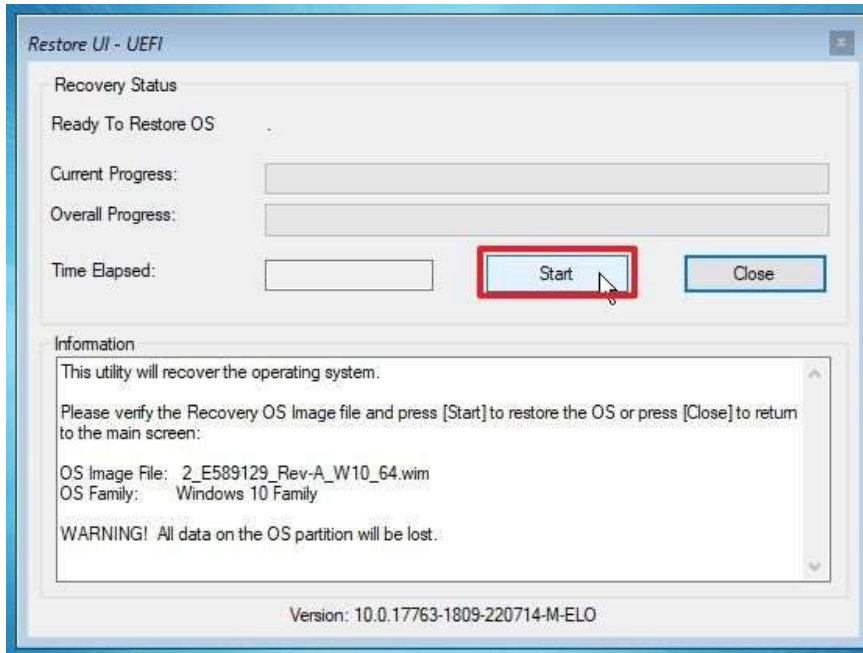 Restore UI - UEFI
Recovery Status
Ready To Restore OS .
Current Progress:
Overall Progress:
Time Elapsed:
Start
Close
Information
This utility will recover the operating system.
Please verify the Recovery OS Image file and press [Start] to restore the OS or press [Close] to return
to the main screen:
OS Image File: 2_E589129_Rev-A_W10_64.wim
OS Family: Windows 10 Family
WARNING! All data on the OS partition will be lost.
Version: 10.0.17763-1809-220714-M-ELO